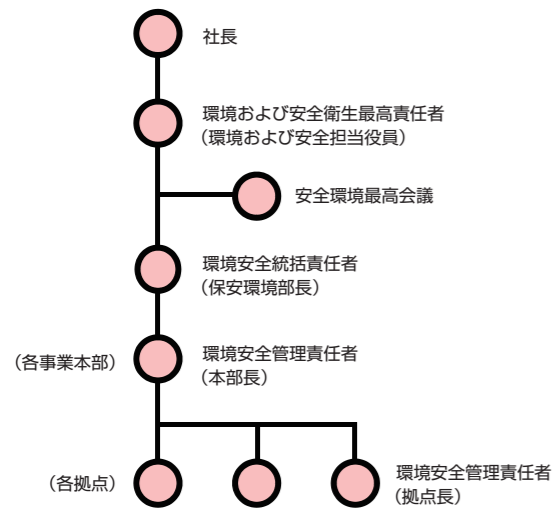 社長
環境および安全衛生最高責任者
（環境および安全担当役員）
安全環境最高会議
環境安全統括責任者
（保安環境部長）
（各事業本部）
環境安全管理責任者
（本部長）
（各拠点）
環境安全管理責任者
（拠点長）